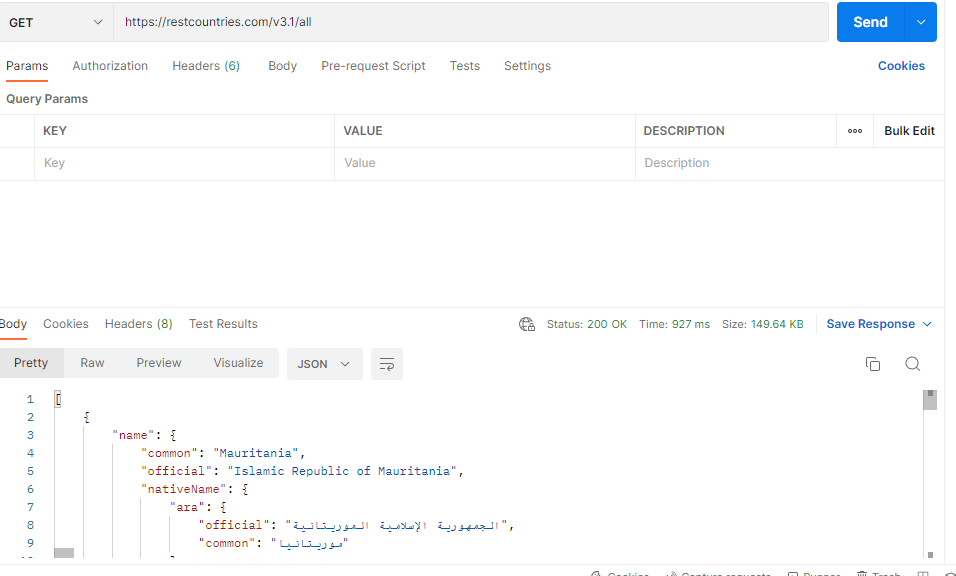 GET https://restcountries.com/v3.1/all Send
Params Authorization Headers (6) Body Pre-request Script Tests Settings Cookies
Query Params
KEY VALUE DESCRIPTION ooo Bulk Edit
Key Value Description
Body Cookies Headers (8) Test Results Status: 200 OK Time: 927 ms Size: 149.64 KB Save Response
Pretty Raw Preview Visualize JSON
1 [
2 {
3 "name": {
4 "common": "Mauritania",
5 "official": "Islamic Republic of Mauritania",
6 "nativeName": {
7 "ara": {
8 "official": "الجمهورية الإسلامية الموريتانية",
9 "common": "موريتانيا"
Cookies Capture requests Runner Trash